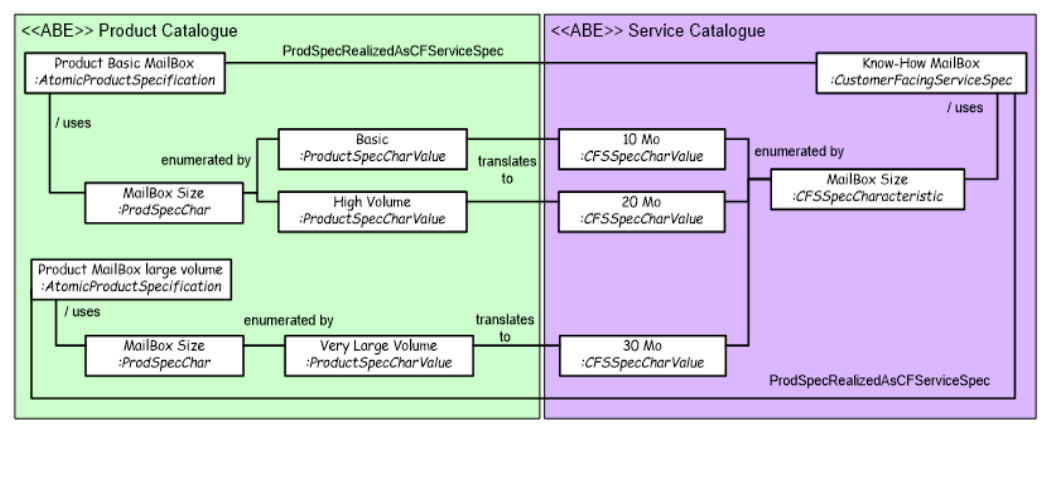 <<ABE>> Product Catalogue
<<ABE>> Service Catalogue
ProdSpecRealizedAsCFServiceSpec
Product Basic MailBox
:AtomicProductSpecification
Know-How MailBox
:CustomerFacingServiceSpec
/ uses
/ uses
enumerated by
Basic
:ProductSpecCharValue
translates
to
10 Mo
:CFSSpecCharValue
enumerated by
MailBox Size
:ProdSpecChar
High Volume
:ProductSpecCharValue
20 Mo
:CFSSpecCharValue
MailBox Size
:CFSSpecCharacteristic
Product MailBox large volume
:AtomicProductSpecification
/ uses
enumerated by
translates
to
MailBox Size
:ProdSpecChar
Very Large Volume
:ProductSpecCharValue
30 Mo
:CFSSpecCharValue
ProdSpecRealizedAsCFServiceSpec